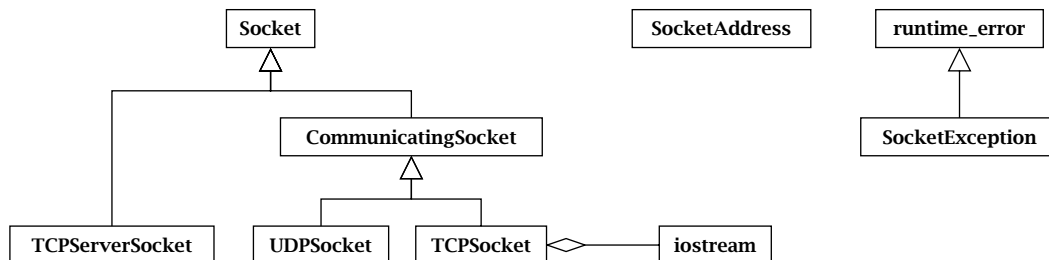 Socket
SocketAddress
runtime_error
CommunicatingSocket
SocketException
TCPServerSocket
UDPSocket
TCPSocket
iostream